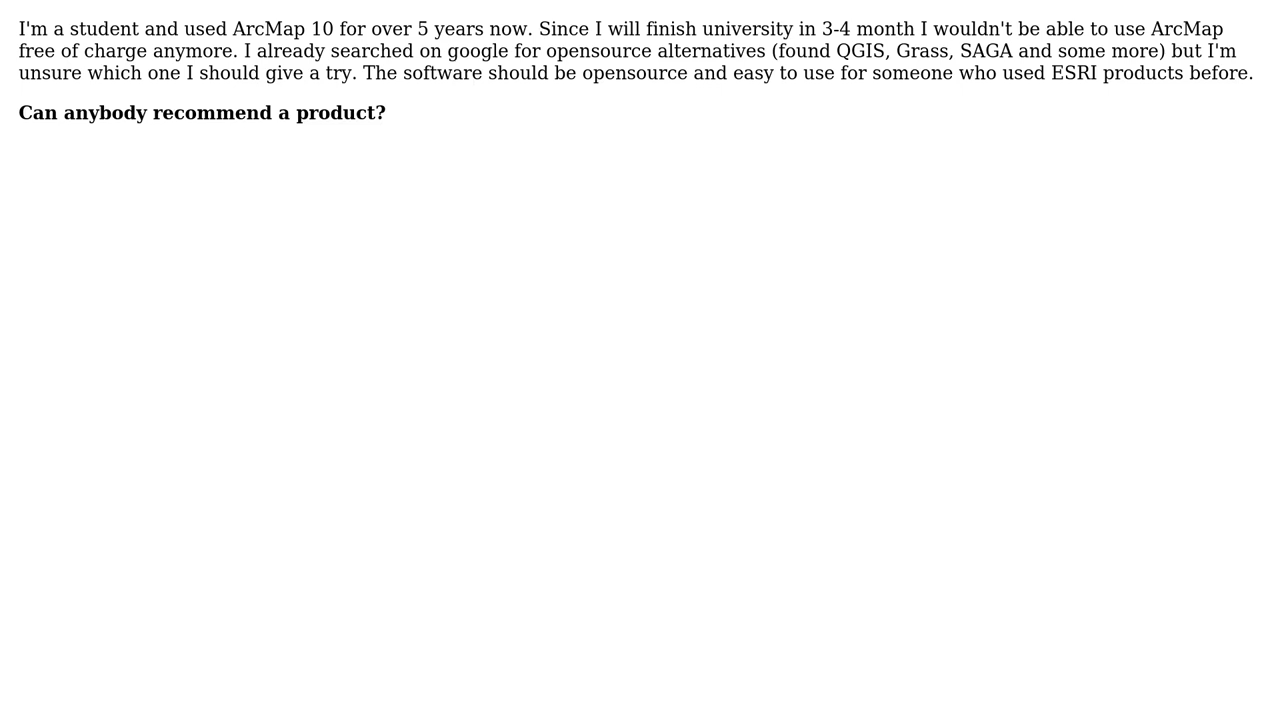 I'm a student and used ArcMap 10 for over 5 years now. Since I will finish university in 3-4 month I wouldn't be able to use ArcMap
free of charge anymore. I already searched on google for opensource alternatives (found QGIS, Grass, SAGA and some more) but I'm
unsure which one I should give a try. The software should be opensource and easy to use for someone who used ESRI products before.
Can anybody recommend a product?